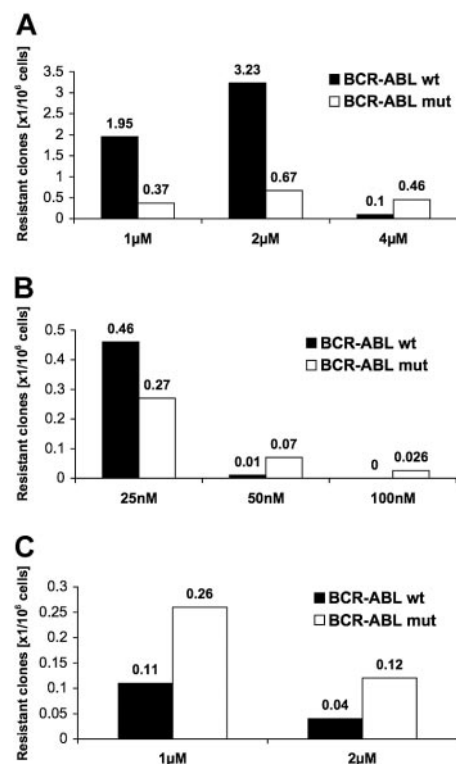 A
Resistant clones [x1/10⁶ cells]
3.5
3
2.5
2
1.5
1
0.5
0
1.95
0.37
3.23
0.67
0.1
0.46
BCR-ABL wt
BCR-ABL mut
1µM
2µM
4µM
B
Resistant clones [x1/10⁶ cells]
0.5
0.4
0.3
0.2
0.1
0
0.46
0.27
0.01
0.07
0
0.026
BCR-ABL wt
BCR-ABL mut
25nM
50nM
100nM
C
Resistant clones [x1/10⁶ cells]
0.3
0.25
0.2
0.15
0.1
0.05
0
0.11
0.26
0.04
0.12
BCR-ABL wt
BCR-ABL mut
1µM
2µM